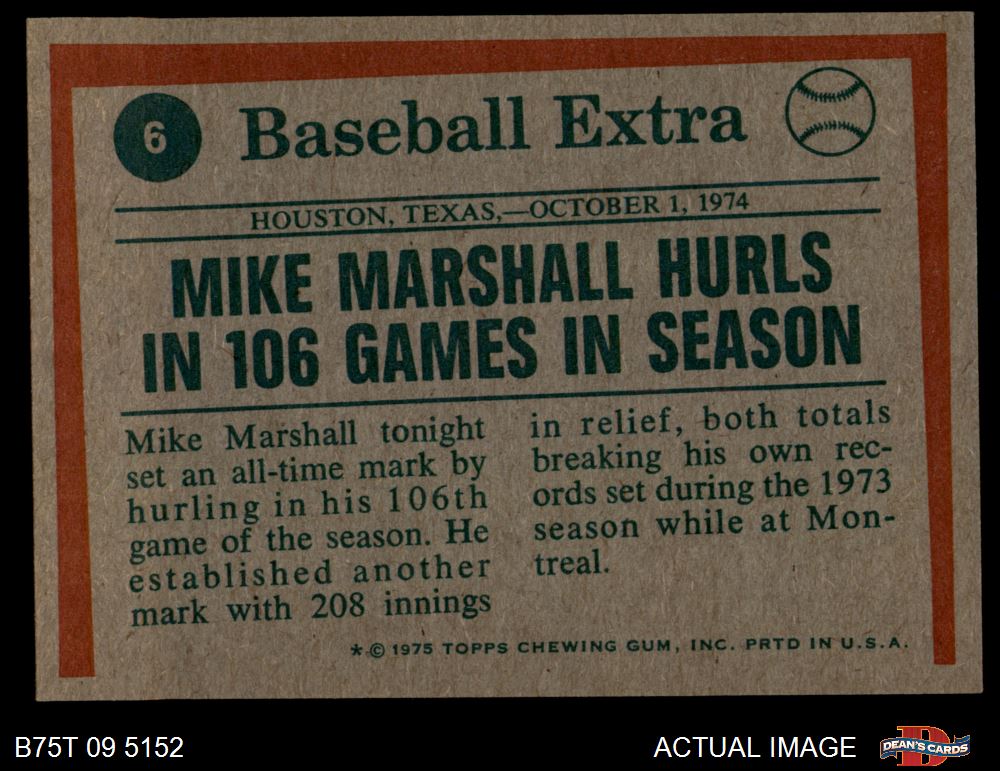 6
Baseball Extra
HOUSTON, TEXAS,—OCTOBER 1, 1974
MIKE MARSHALL HURLS
IN 106 GAMES IN SEASON
Mike Marshall tonight
set an all-time mark by
hurling in his 106th
game of the season. He
established another
mark with 208 innings
in relief, both totals
breaking his own rec-
ords set during the 1973
season while at Mon-
treal.
*© 1975 TOPPS CHEWING GUM, INC. PRTD IN U.S.A.
B75T 09 5152
ACTUAL IMAGE
D
DEAN'S CARDS